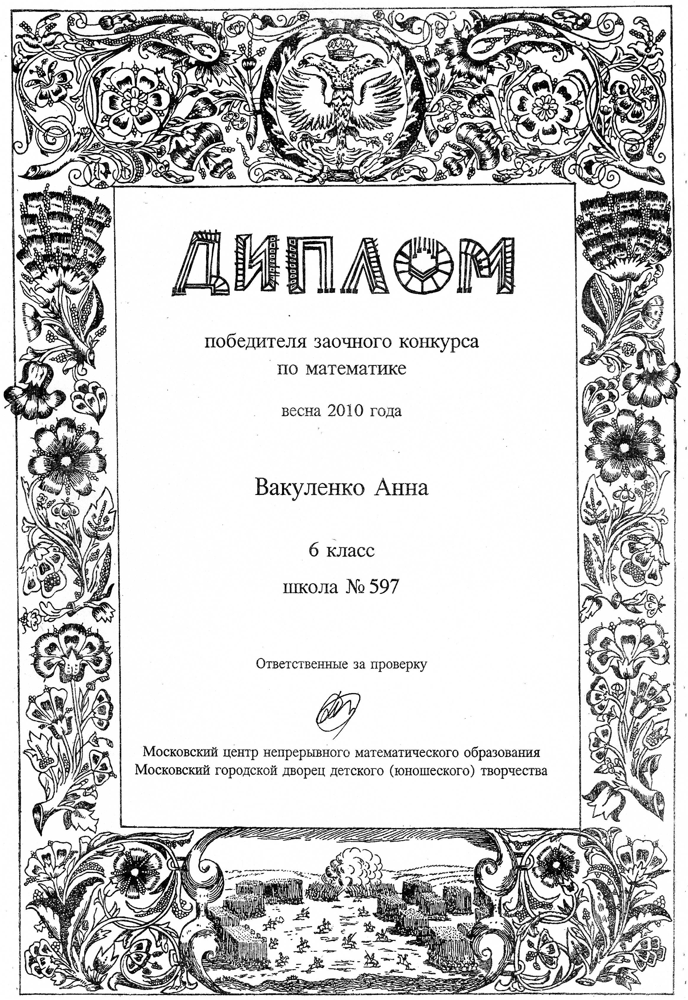 ДИПЛОМ
победителя заочного конкурса
по математике
весна 2010 года
Вакуленко Анна
6 класс
школа № 597
Ответственные за проверку
Московский центр непрерывного математического образования
Московский городской дворец детского (юношеского) творчества